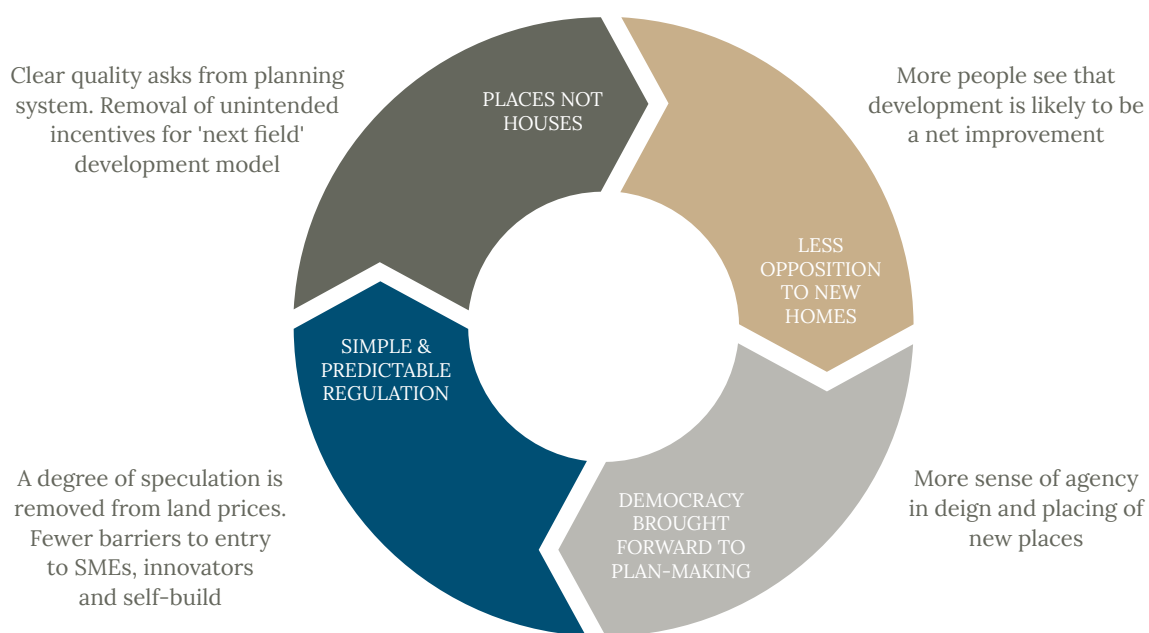 Clear quality asks from planning
system. Removal of unintended
incentives for 'next field'
development model
PLACES NOT
HOUSES
More people see that
development is likely to be
a net improvement
LESS
OPPOSITION
TO NEW
HOMES
SIMPLE &
PREDICTABLE
REGULATION
A degree of speculation is
removed from land prices.
Fewer barriers to entry
to SMEs, innovators
and self-build
DEMOCRACY
BROUGHT
FORWARD TO
PLAN-MAKING
More sense of agency
in deign and placing of
new places